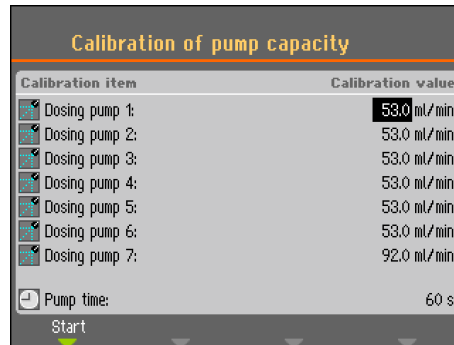 Calibration of pump capacity
Calibration item Calibration value
Dosing pump 1: 53.0 ml/min
Dosing pump 2: 53.0 ml/min
Dosing pump 3: 53.0 ml/min
Dosing pump 4: 53.0 ml/min
Dosing pump 5: 53.0 ml/min
Dosing pump 6: 53.0 ml/min
Dosing pump 7: 92.0 ml/min
Pump time: 60 s
Start